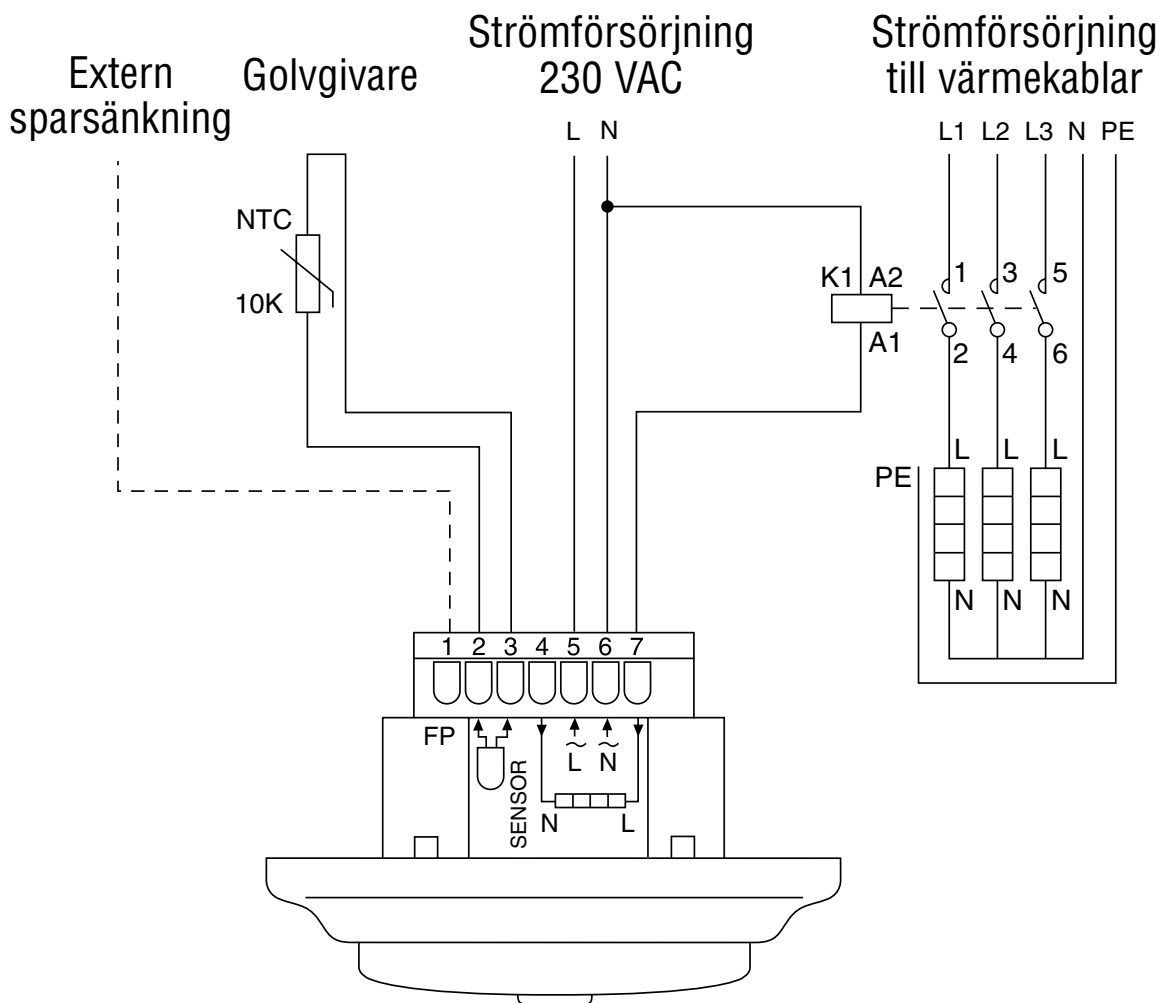 Extern
sparsänkning
Golvgivare
Strömförsörjning
230 VAC
Strömförsörjning
till värmekablar
L N
L1 L2 L3 N PE
NTC
10K
K1 A2
A1
1 3 5
2 4 6
L L L
PE
N N N
1 2 3 4 5 6 7
FP
SENSOR
L N
N L